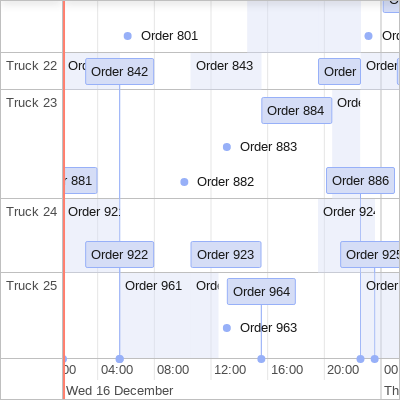 Order 801
Truck 22
Order 842
Order 843
Order
Order
Truck 23
Order 884
Order 883
881
Order 882
Order 886
Truck 24
Order 922
Order 923
Truck 25
Order 961
Order 964
Order
Order 963
04:00 08:00 12:00 16:00 20:00
Wed 16 December